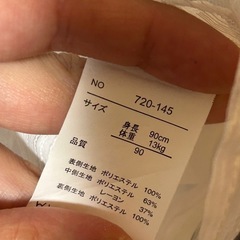 NO 720-145
サイズ 身長 90cm
体重 13kg
90
品質
表側生地 ポリエステル 100%
中側生地 ポリエステル 63%
レーヨン 37%
裏側生地 ポリエステル 100%